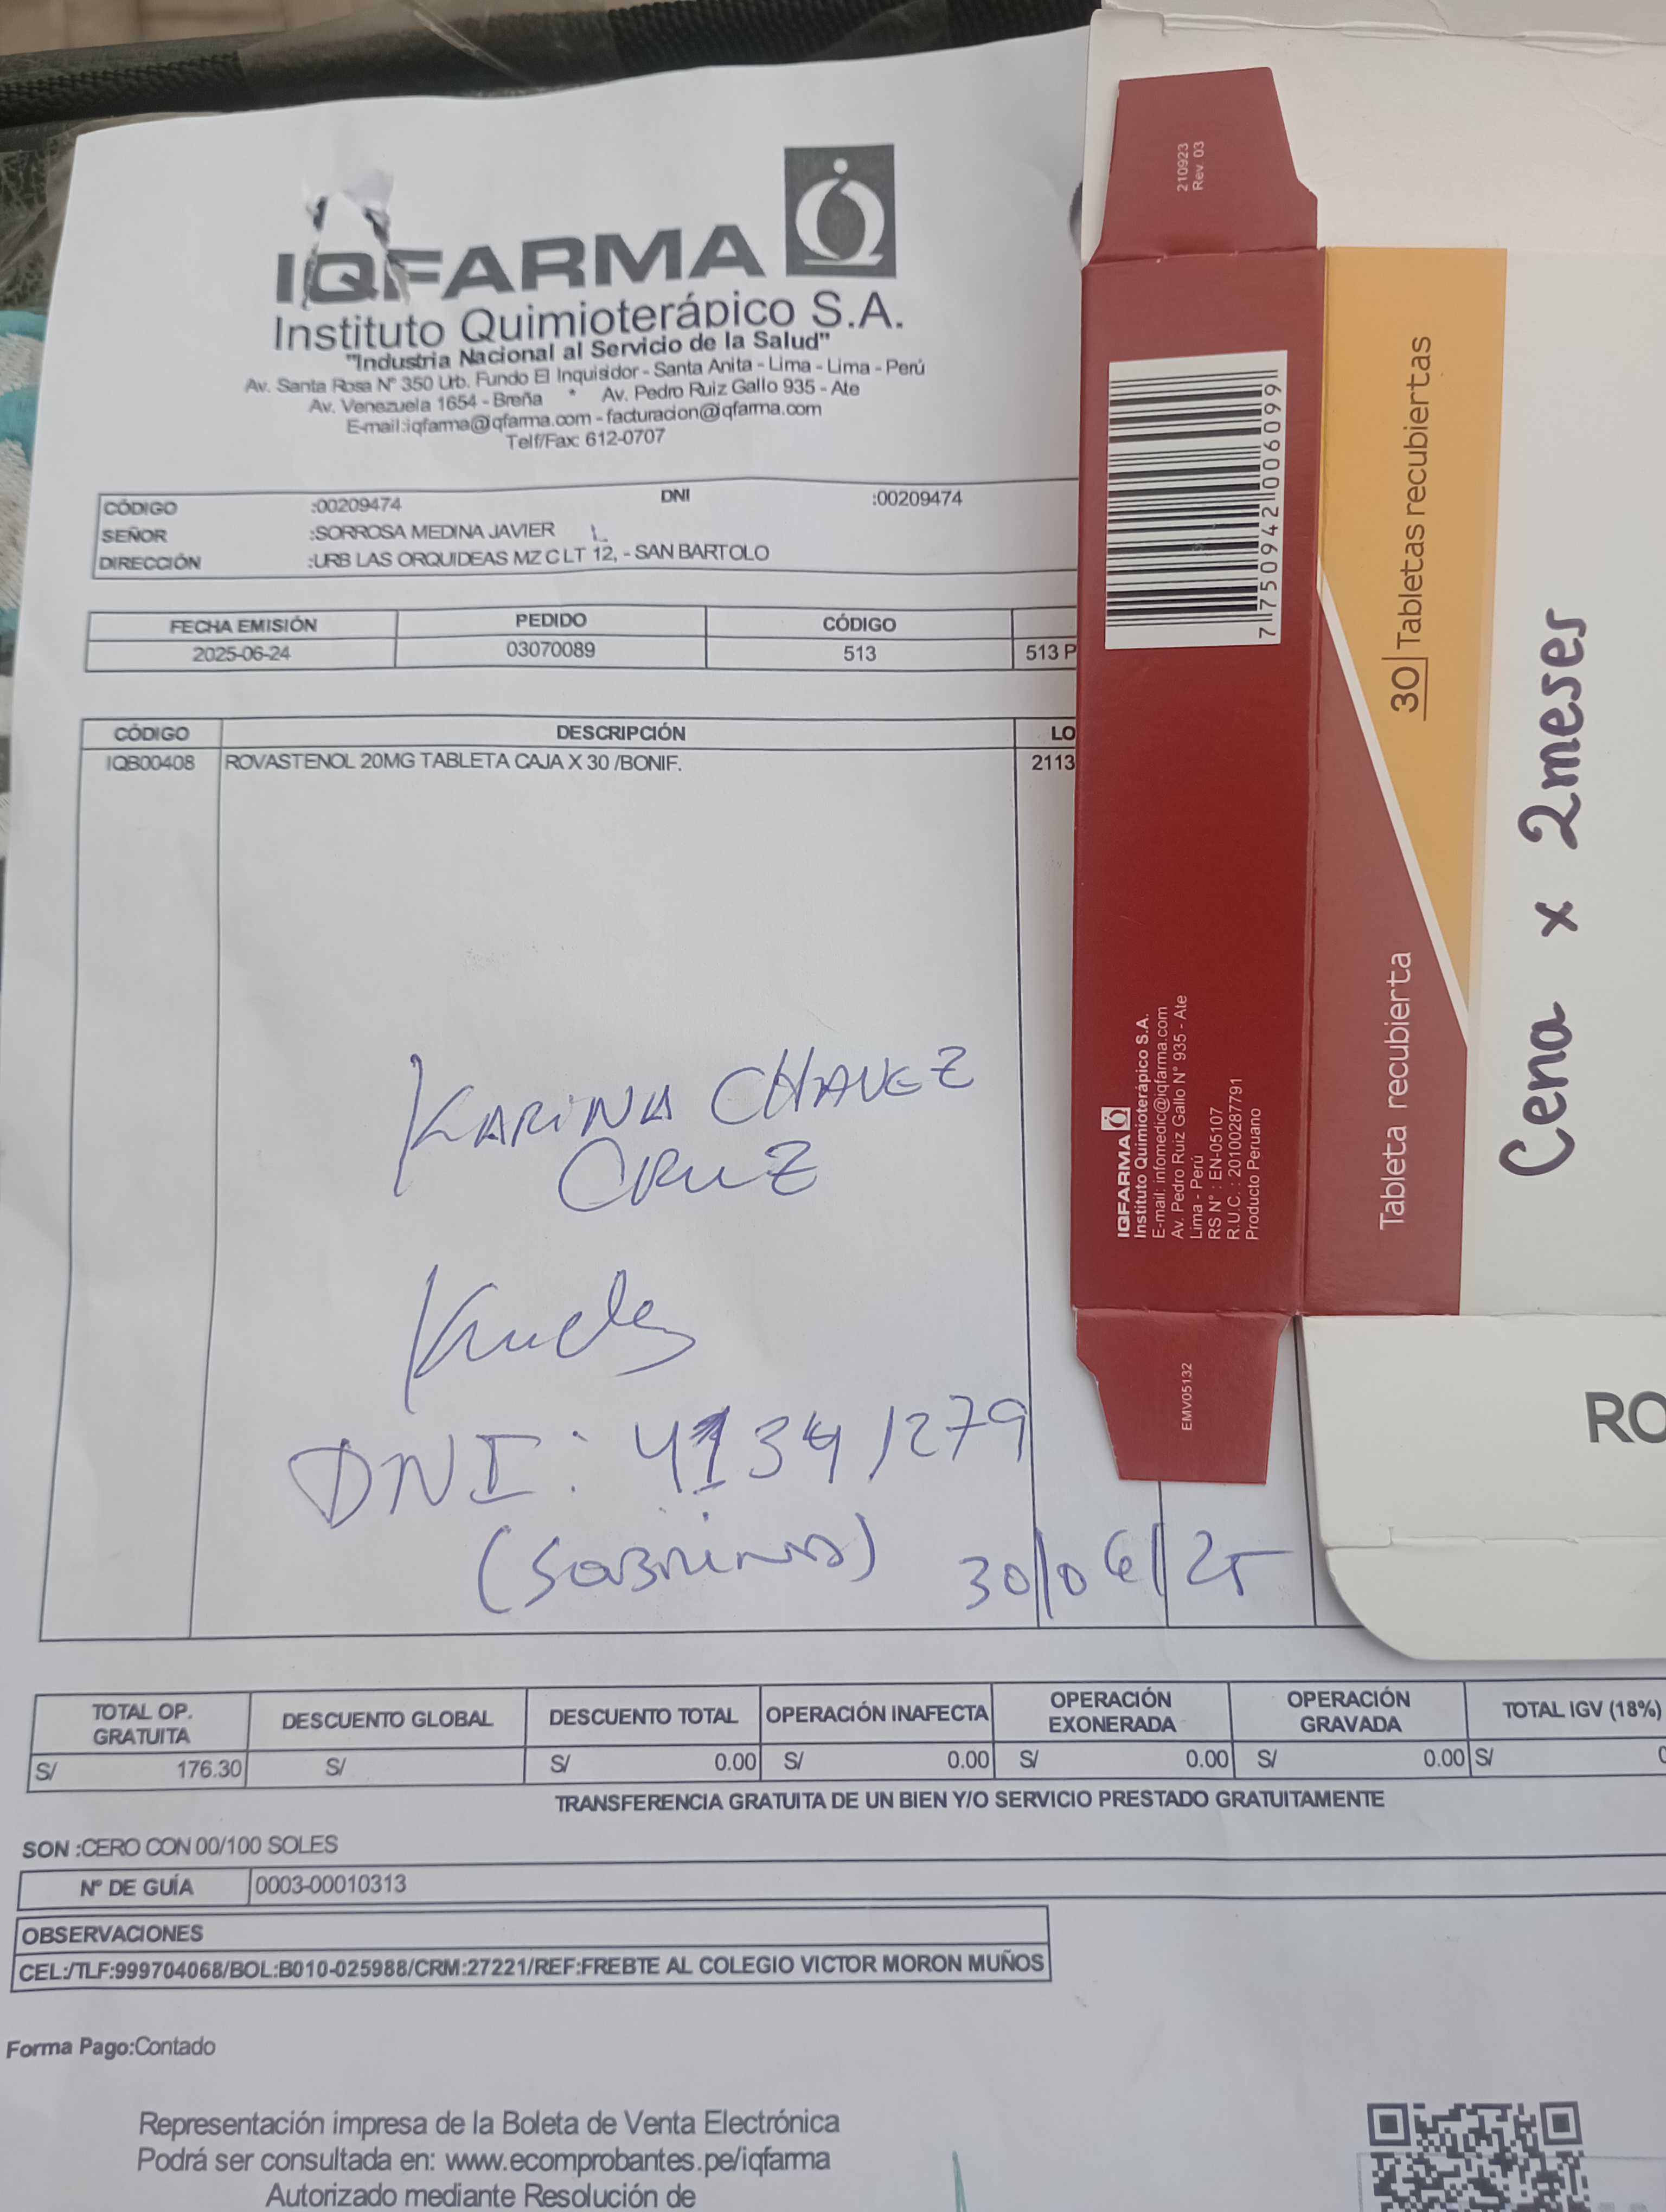 IQFARMA
Instituto Quimioterápico S.A.
"Industria Nacional al Servicio de la Salud"
Av. Santa Rosa N° 350 Urb. Fundo El Inquisidor - Santa Anita - Lima - Lima - Perú
Av. Venezuela 1654 - Breña * Av. Pedro Ruiz Gallo 935 - Ate
E-mail:iqfarma@iqfarma.com - facturacion@iqfarma.com
Telf/Fax: 612-0707
CÓDIGO :00209474 DNI :00209474
SEÑOR :SORROSA MEDINA JAVIER
DIRECCIÓN :URB LAS ORQUIDEAS MZ C LT 12, - SAN BARTOLO
FECHA EMISIÓN PEDIDO CÓDIGO
2025-06-24 03070089 513 513 P
CÓDIGO DESCRIPCIÓN LO
IQB00408 ROVASTENOL 20MG TABLETA CAJA X 30 /BONIF. 2113
KARINA CHAVEZ
CRUZ
DNI: 41341279
(SOBRINA) 30/06/25
TOTAL OP. GRATUITA DESCUENTO GLOBAL DESCUENTO TOTAL OPERACIÓN INAFECTA OPERACIÓN EXONERADA OPERACIÓN GRAVADA TOTAL IGV (18%)
S/ 176.30 S/ S/ 0.00 S/ 0.00 S/ 0.00 S/ 0.00 S/
TRANSFERENCIA GRATUITA DE UN BIEN Y/O SERVICIO PRESTADO GRATUITAMENTE
SON :CERO CON 00/100 SOLES
Nº DE GUÍA 0003-00010313
OBSERVACIONES
CEL:/TLF:999704068/BOL:B010-025988/CRM:27221/REF:FREBTE AL COLEGIO VICTOR MORON MUÑOS
Forma Pago:Contado
Representación impresa de la Boleta de Venta Electrónica
Podrá ser consultada en: www.ecomprobantes.pe/iqfarma
Autorizado mediante Resolución de
210923
Rev. 03
7 750942 006099
IQFARMA
Instituto Quimioterápico S.A.
E-mail: infomedic@iqfarma.com
Av. Pedro Ruiz Gallo N° 935 - Ate
Lima - Perú
RS N° : EN-05107
R.U.C. : 20100287791
Producto Peruano
EMV05132
30 Tabletas recubiertas
Tableta recubierta
Cena x 2meses
RO